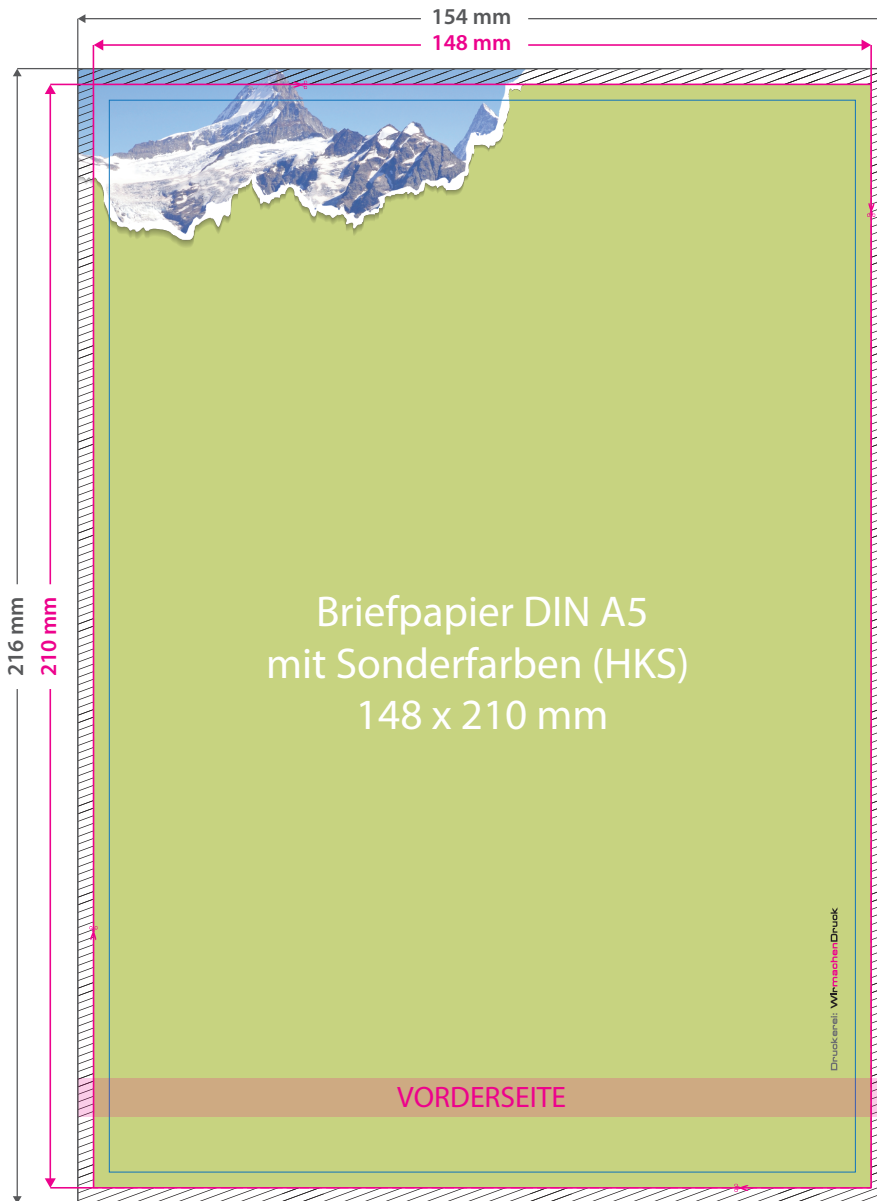 154 mm
148 mm
216 mm
210 mm
Briefpapier DIN A5
mit Sonderfarben (HKS)
148 x 210 mm
Druckerei: WIrmachenDruck
VORDERSEITE